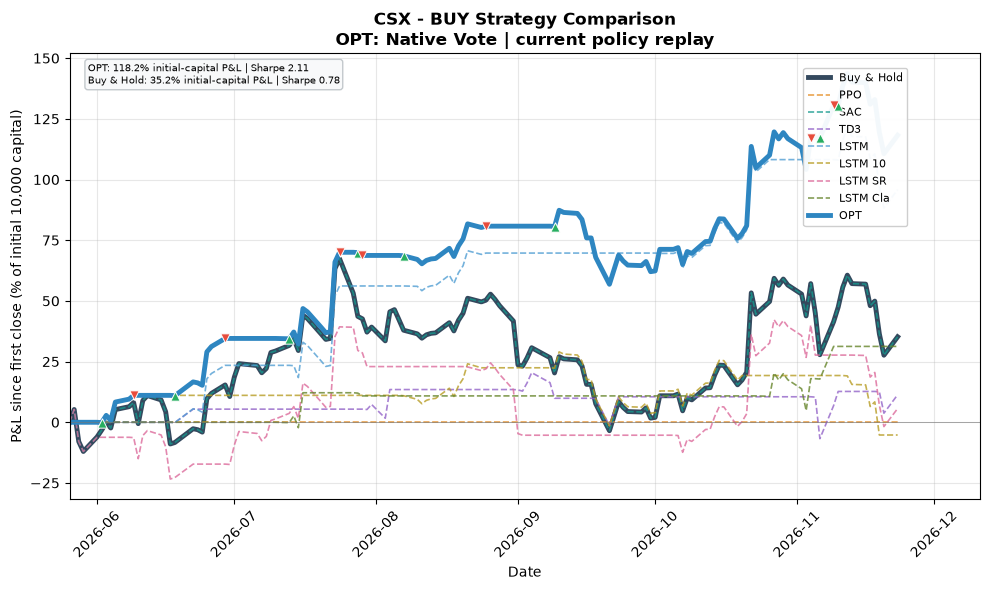 CSX - BUY Strategy Comparison
OPT: Native Vote | current policy replay
OPT: 118.2% initial-capital P&L | Sharpe 2.11
Buy & Hold: 35.2% initial-capital P&L | Sharpe 0.78
Buy & Hold
PPO
SAC
TD3
LSTM
LSTM 10
LSTM SR
LSTM Cla
OPT
P&L since first close (% of initial 10,000 capital)
150
125
100
75
50
25
0
−25
2026-06
2026-07
2026-08
2026-09
2026-10
2026-11
2026-12
Date